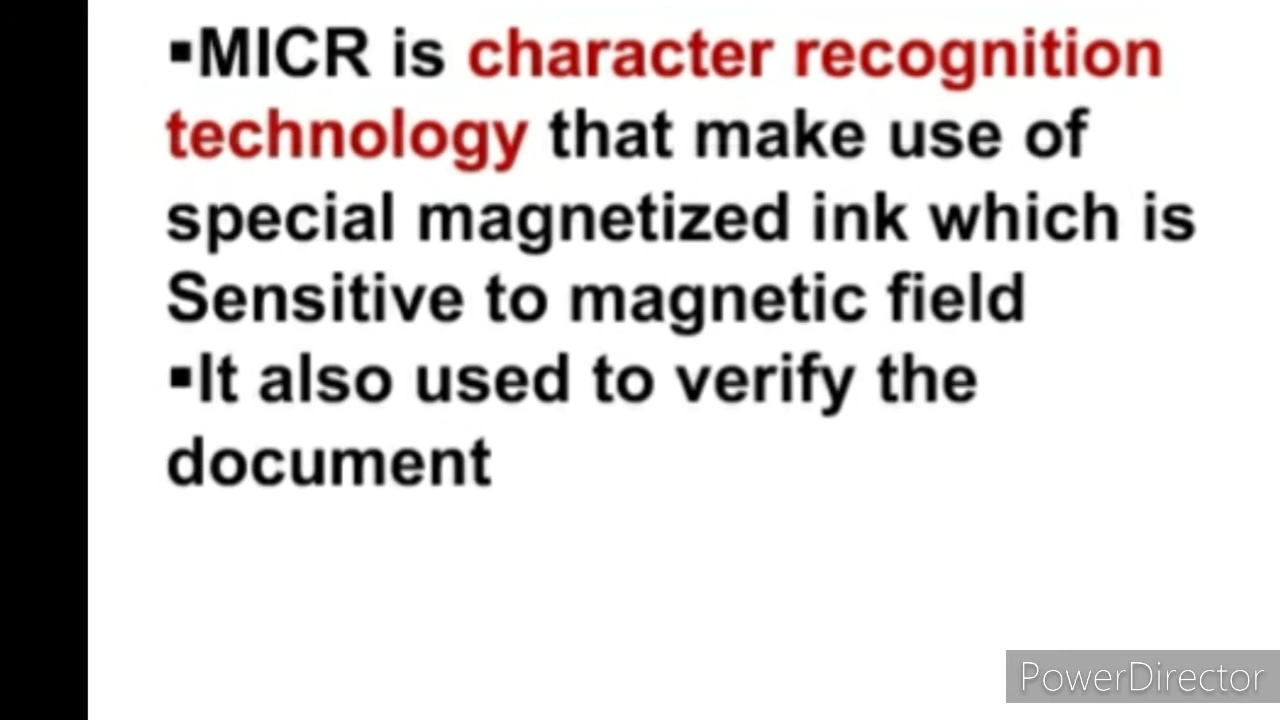 ▪MICR is character recognition
technology that make use of
special magnetized ink which is
Sensitive to magnetic field
▪It also used to verify the
document
PowerDirector